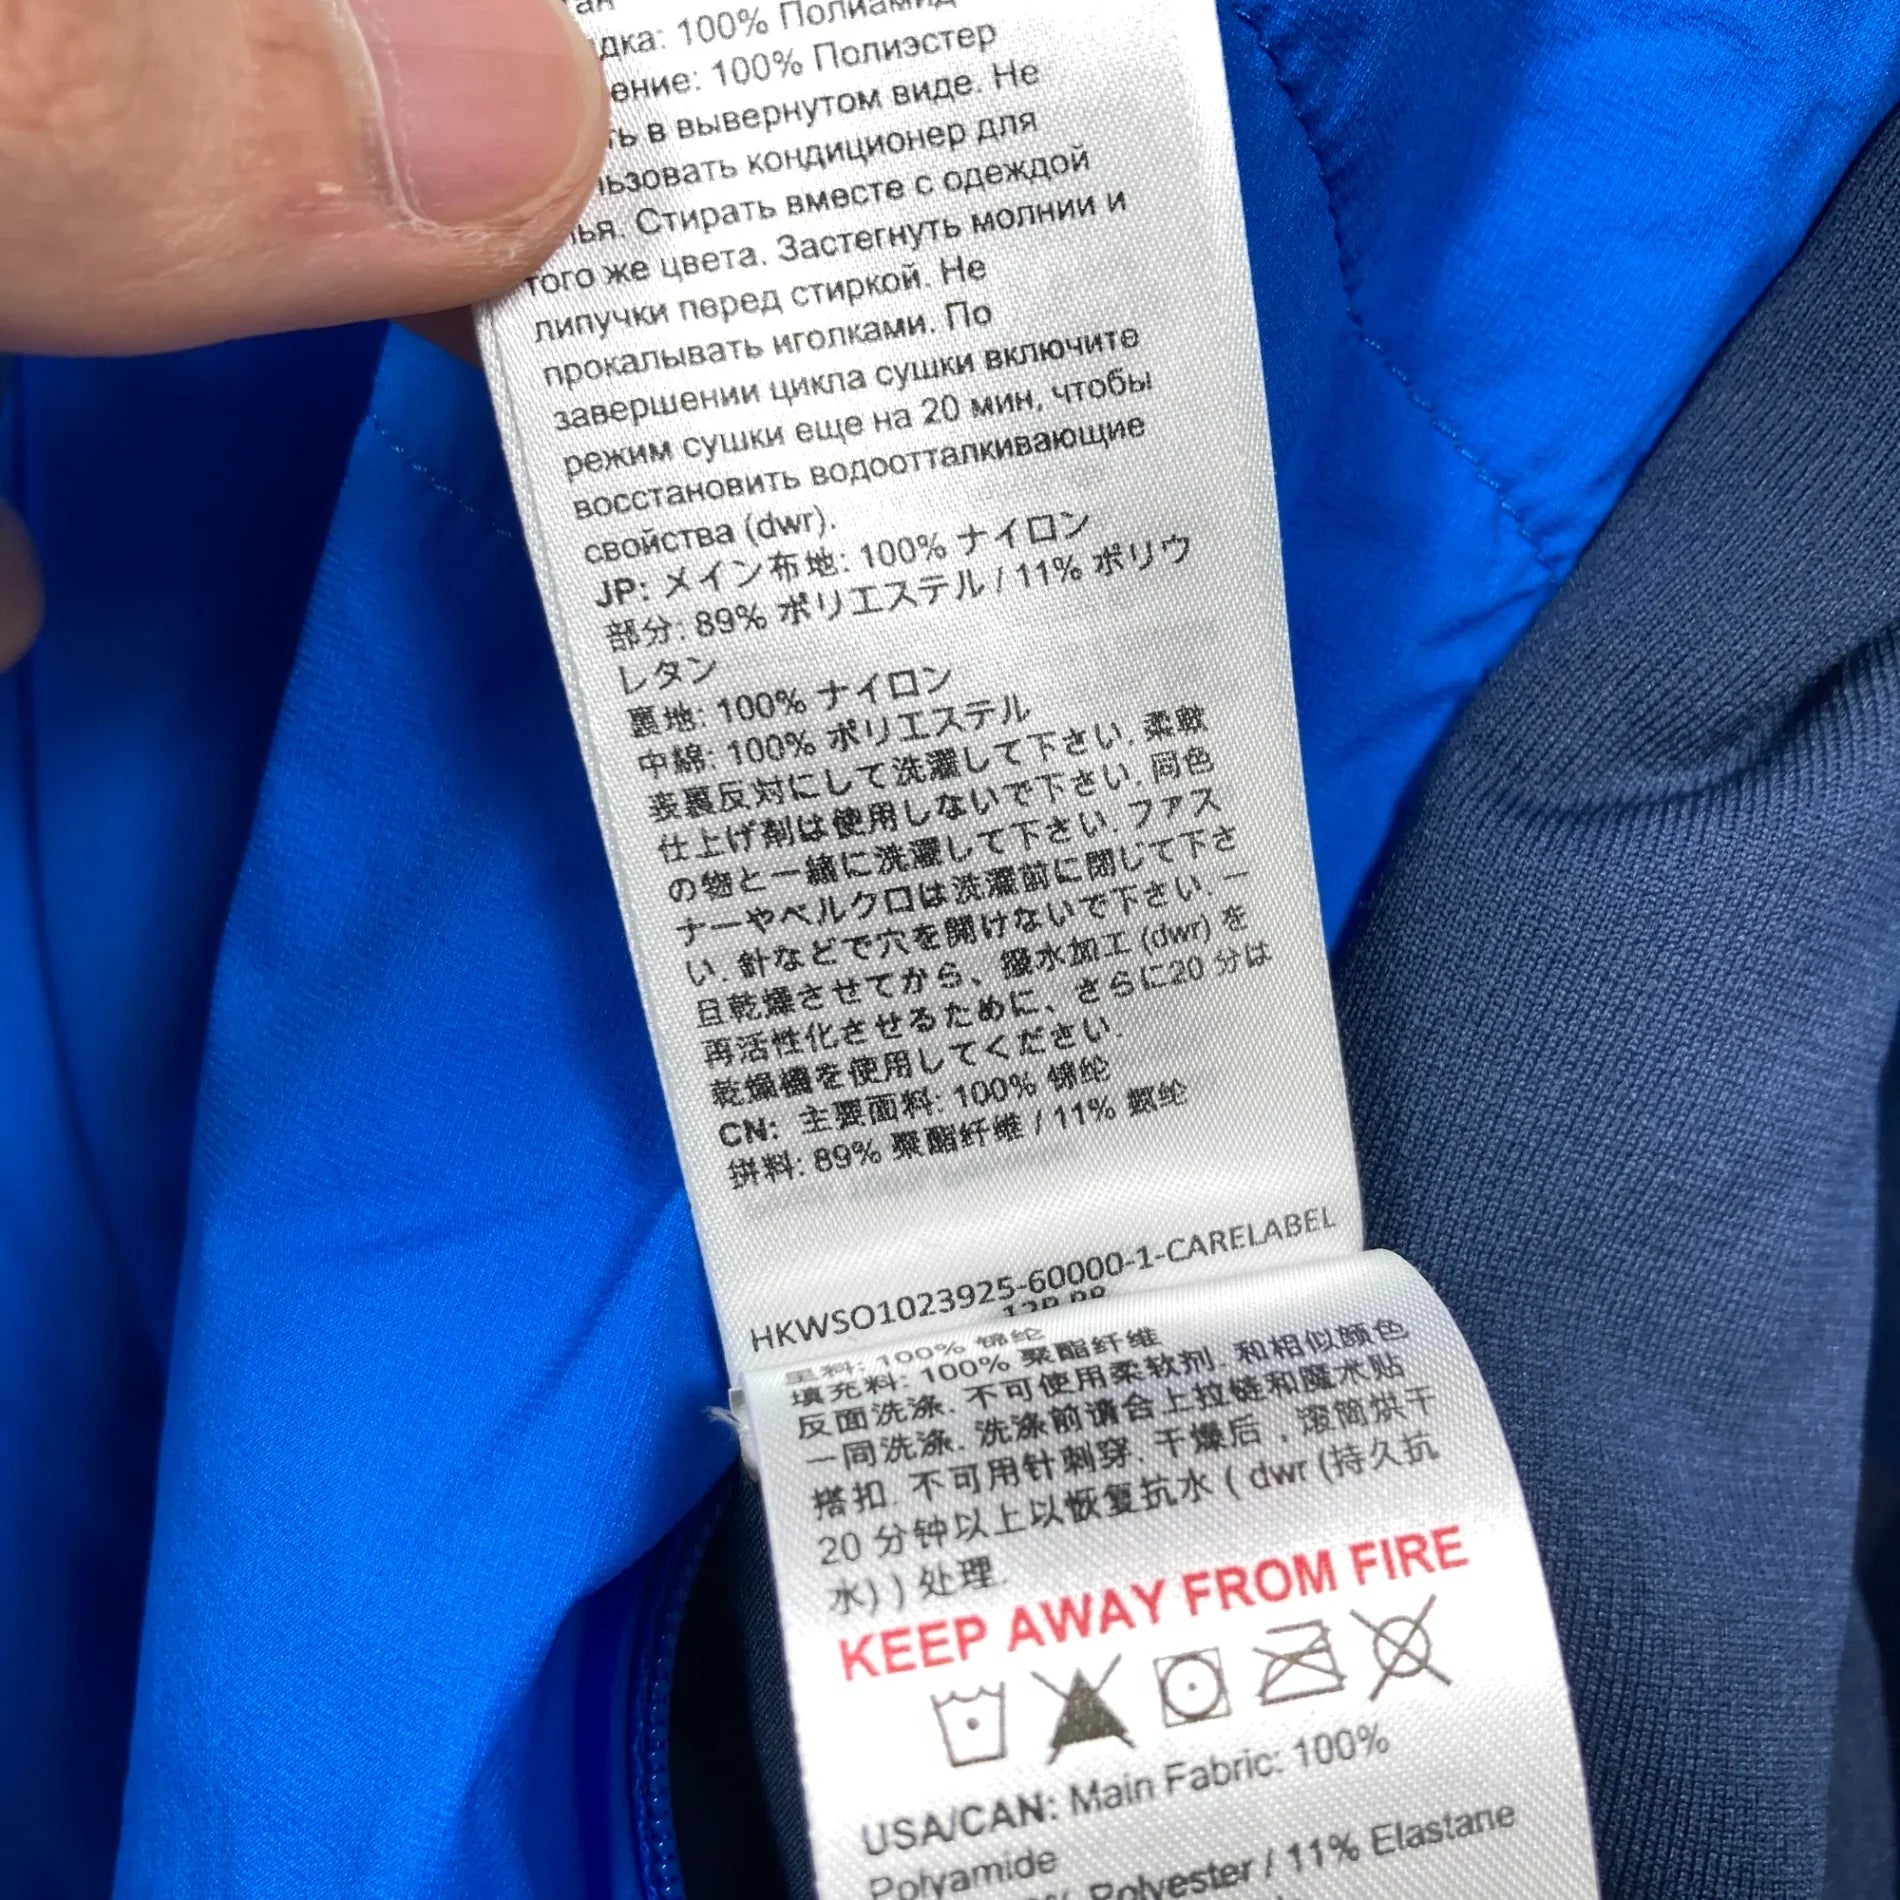 дка: 100% Полиамид
ение: 100% Полиэстер
ть в вывернутом виде. Не
льзовать кондиционер для
лья. Стирать вместе с одеждой
того же цвета. Застегнуть молнии и
липучки перед стиркой. Не
прокалывать иголками. По
завершении цикла сушки включите
режим сушки еще на 20 мин, чтобы
восстановить водоотталкивающие
свойства (dwr).
JP: メイン布地: 100% ナイロン
部分: 89% ポリエステル / 11% ポリウ
レタン
裏地: 100% ナイロン
中綿: 100% ポリエステル
表裏反対にして洗濯して下さい. 柔軟
仕上げ剤は使用しないで下さい. 同色
の物と一緒に洗濯して下さい. ファス
ナーやベルクロは洗濯前に閉じて下さ
い. 針などで穴を開けないで下さい. 一
旦乾燥させてから、撥水加工 (dwr) を
再活性化させるために、さらに20 分は
乾燥機を使用してください.
CN: 主要面料: 100% 锦纶
拼料: 89% 聚酯纤维 / 11% 氨纶
HKWSO1023925-60000-1-CARELABEL
里料: 100% 锦纶
填充料: 100% 聚酯纤维
反面洗涤. 不可使用柔软剂. 和相似颜色
一同洗涤. 洗涤前请合上拉链和魔术贴
搭扣. 不可用针刺穿. 干燥后 , 滚筒烘干
20 分钟以上以恢复抗水 ( dwr (持久抗
水) ) 处理.
KEEP AWAY FROM FIRE
USA/CAN: Main Fabric: 100%
Polyamide
% Polyester / 11% Elastane